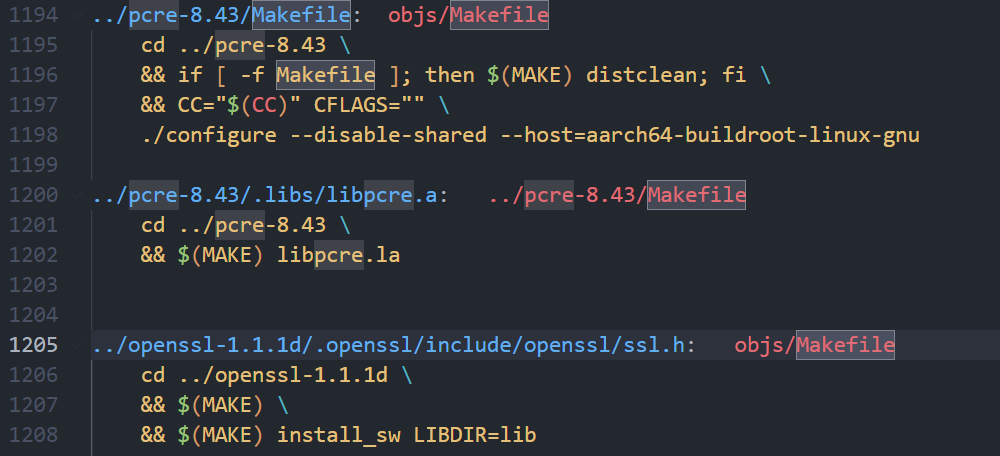 1194 ../pcre-8.43/Makefile: objs/Makefile
1195 cd ../pcre-8.43 \
1196 && if [ -f Makefile ]; then $(MAKE) distclean; fi \
1197 && CC="$(CC)" CFLAGS="" \
1198 ./configure --disable-shared --host=aarch64-buildroot-linux-gnu
1199
1200 ../pcre-8.43/.libs/libpcre.a: ../pcre-8.43/Makefile
1201 cd ../pcre-8.43 \
1202 && $(MAKE) libpcre.la
1203
1204
1205 ../openssl-1.1.1d/.openssl/include/openssl/ssl.h: objs/Makefile
1206 cd ../openssl-1.1.1d \
1207 && $(MAKE) \
1208 && $(MAKE) install_sw LIBDIR=lib